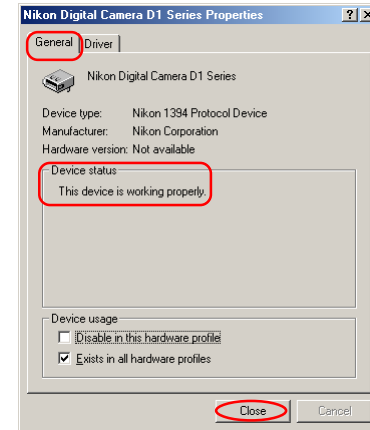 Nikon Digital Camera D1 Series Properties
General Driver
Nikon Digital Camera D1 Series
Device type: Nikon 1394 Protocol Device
Manufacturer: Nikon Corporation
Hardware version: Not available
Device status
This device is working properly.
Device usage
Disable in this hardware profile
Exists in all hardware profiles
Close Cancel